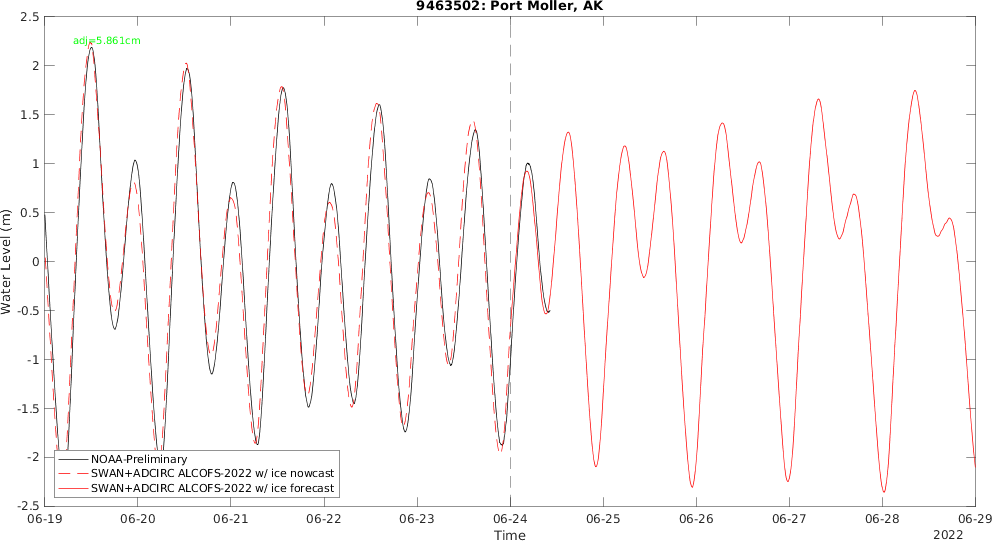 9463502: Port Moller, AK
adj=5.861cm
Water Level (m)
2.5
2
1.5
1
0.5
0
-0.5
-1
-1.5
-2
-2.5
NOAA-Preliminary
SWAN+ADCIRC ALCOFS-2022 w/ ice nowcast
SWAN+ADCIRC ALCOFS-2022 w/ ice forecast
06-19 06-20 06-21 06-22 06-23 06-24 06-25 06-26 06-27 06-28 06-29
Time
2022